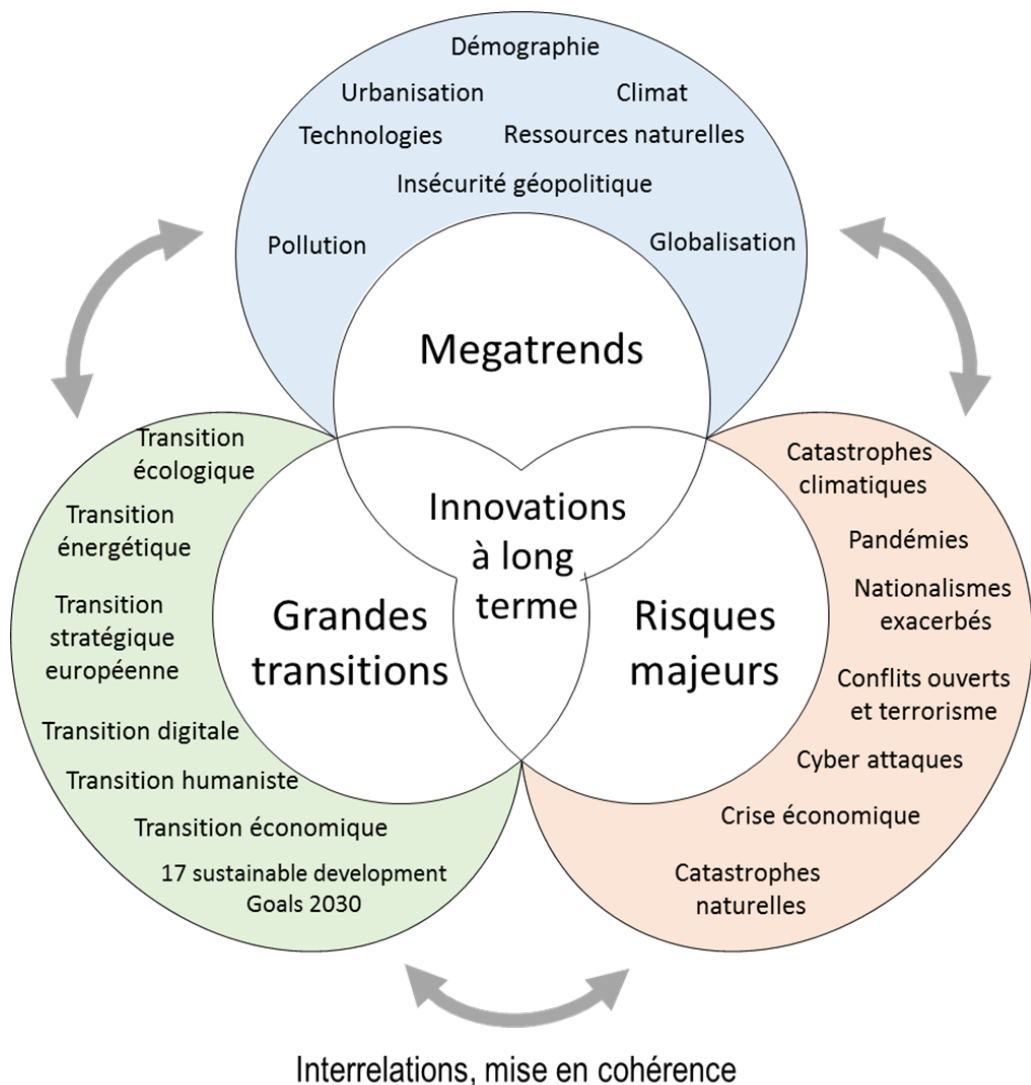 Démographie
Urbanisation
Climat
Technologies
Ressources naturelles
Insécurité géopolitique
Pollution
Globalisation
Megatrends
Transition
écologique
Transition
énergétique
Transition
stratégique
européenne
Transition digitale
Transition humaniste
Transition économique
17 sustainable development
Goals 2030
Grandes
transitions
Innovations
à long
terme
Risques
majeurs
Catastrophes
climatiques
Pandémies
Nationalismes
exacerbés
Conflits ouverts
et terrorisme
Cyber attaques
Crise économique
Catastrophes
naturelles
Interrelations, mise en cohérence